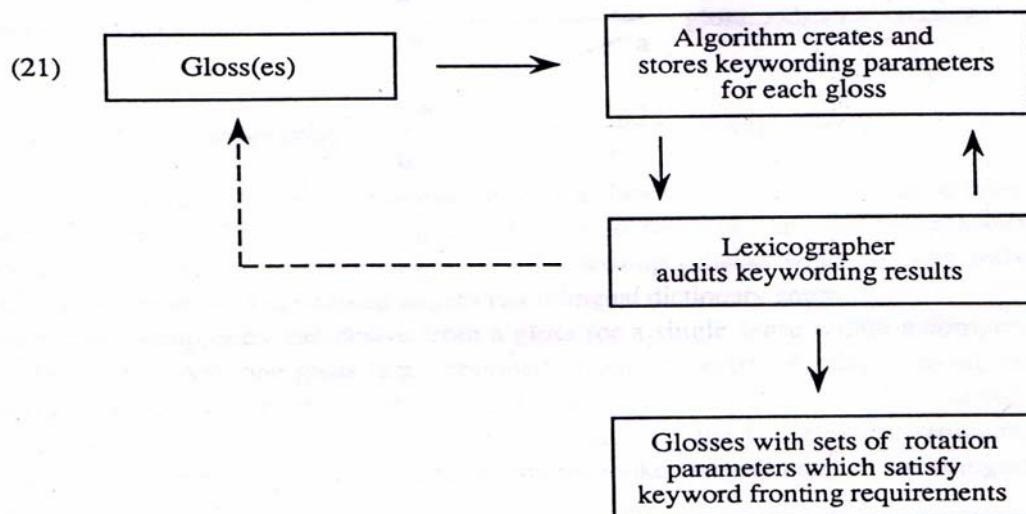 (21)
Gloss(es)
Algorithm creates and
stores keywording parameters
for each gloss
Lexicographer
audits keywording results
Glosses with sets of rotation
parameters which satisfy
keyword fronting requirements